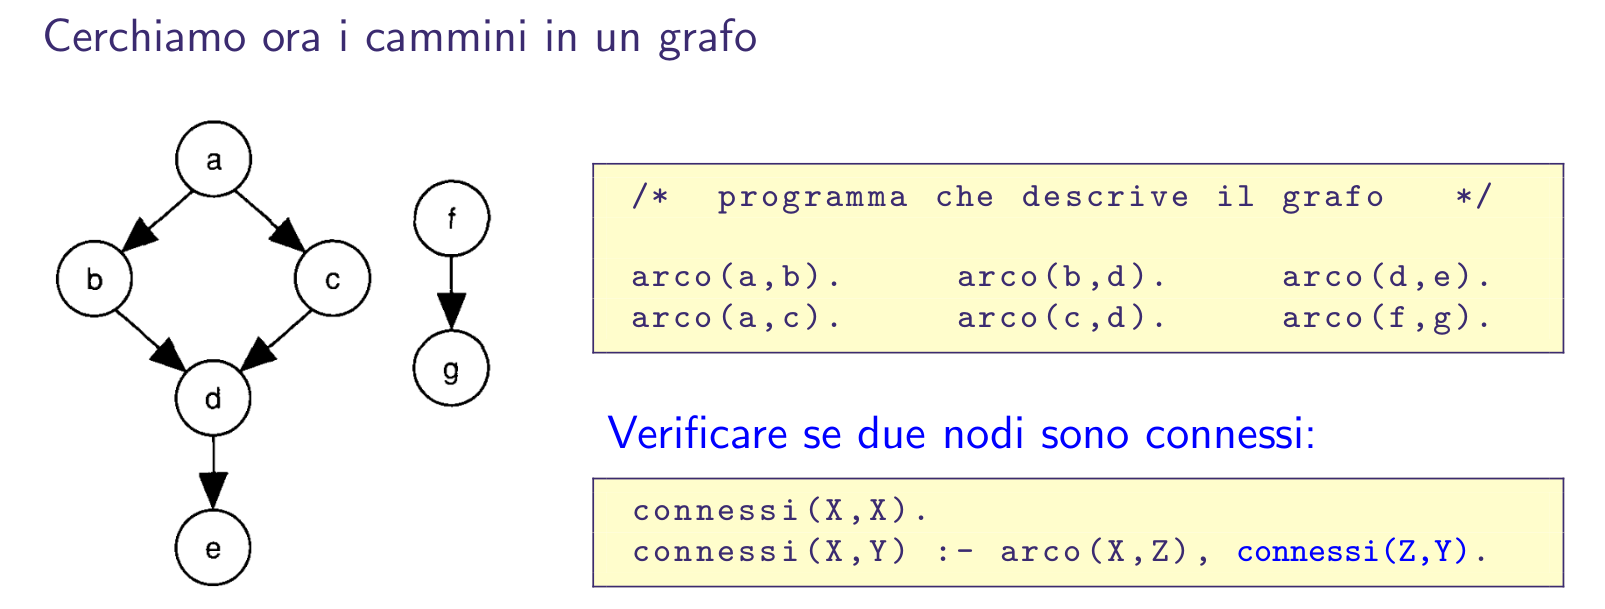 Cerchiamo ora i cammini in un grafo
a
b
c
d
e
f
g
/* programma che descrive il grafo */
arco(a,b). arco(b,d). arco(d,e).
arco(a,c). arco(c,d). arco(f,g).
Verificare se due nodi sono connessi:
connessi(X,X).
connessi(X,Y) :- arco(X,Z), connessi(Z,Y).